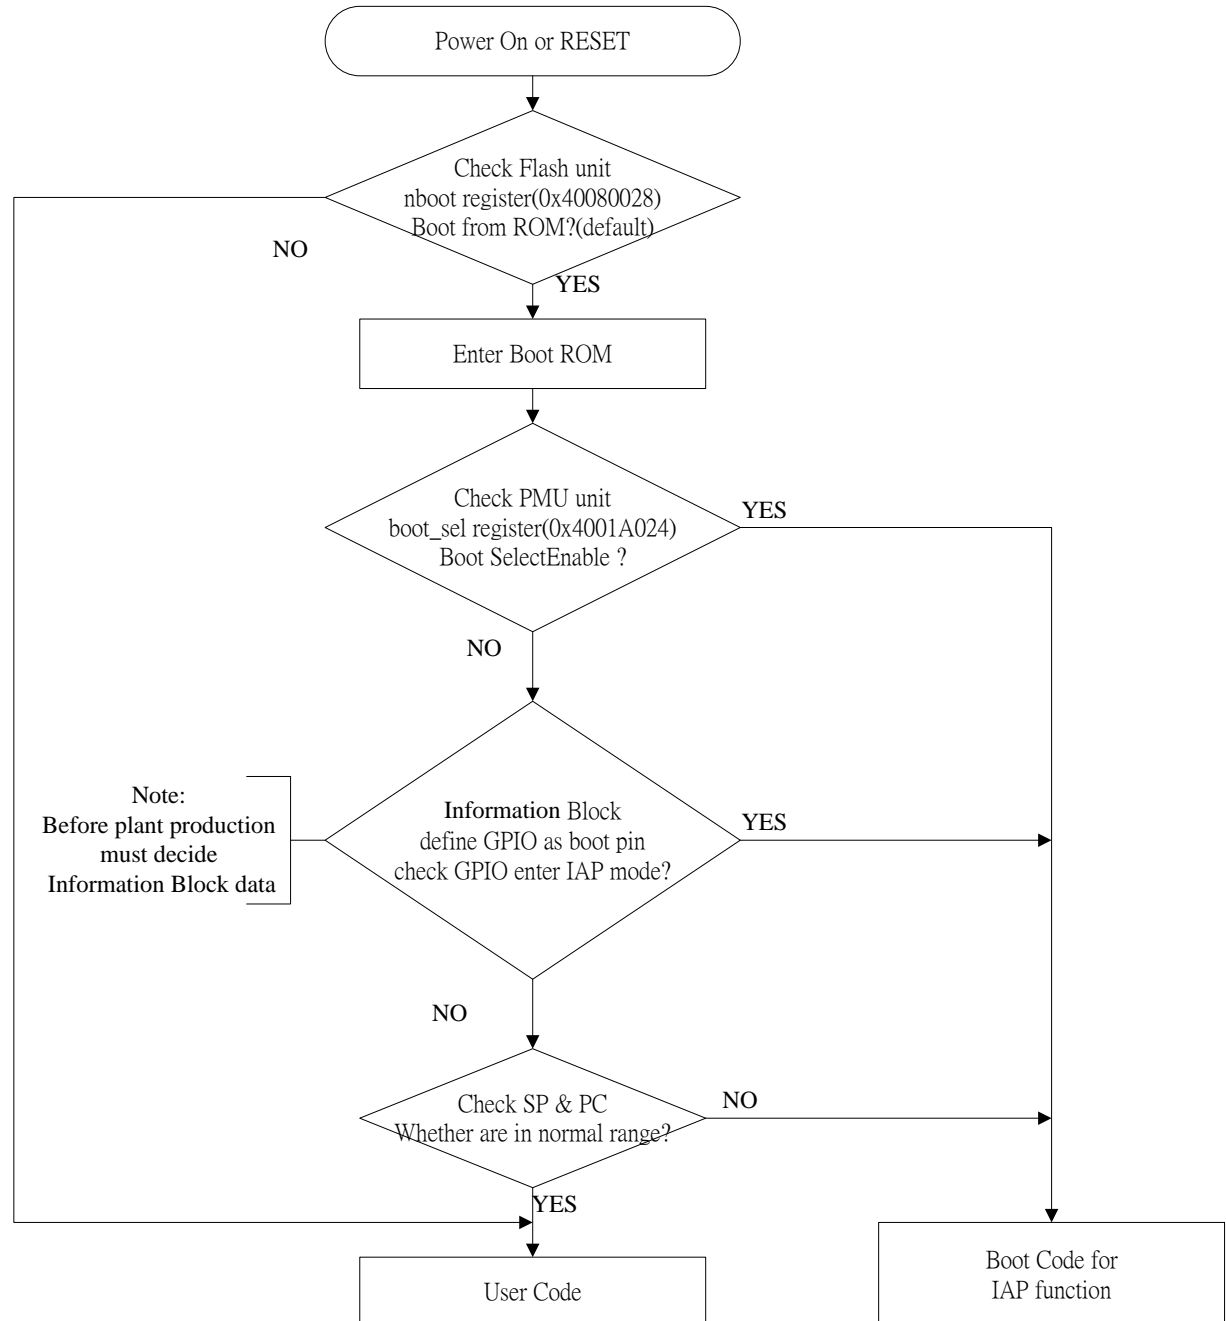 Power On or RESET
Check Flash unit
nboot register(0x40080028)
Boot from ROM?(default)
NO
YES
Enter Boot ROM
Check PMU unit
boot_sel register(0x4001A024)
Boot SelectEnable ?
YES
NO
Note:
Before plant production
must decide
Information Block data
Information Block
define GPIO as boot pin
check GPIO enter IAP mode?
YES
NO
Check SP & PC
Whether are in normal range?
NO
YES
User Code
Boot Code for
IAP function